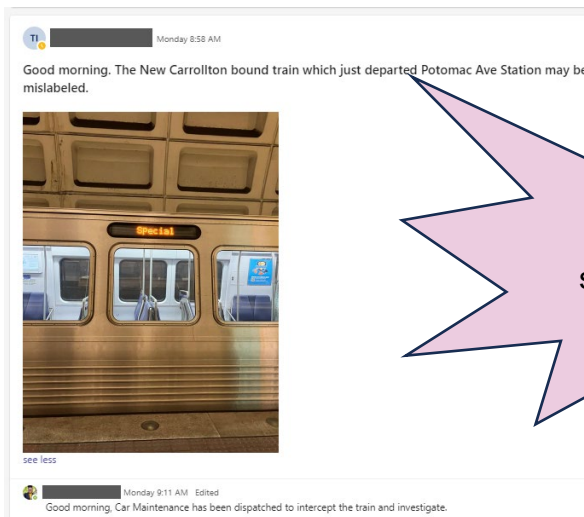 TI
Monday 8:58 AM
Good morning. The New Carrollton bound train which just departed Potomac Ave Station may be
mislabeled.
Special
see less
Monday 9:11 AM Edited
Good morning, Car Maintenance has been dispatched to intercept the train and investigate.